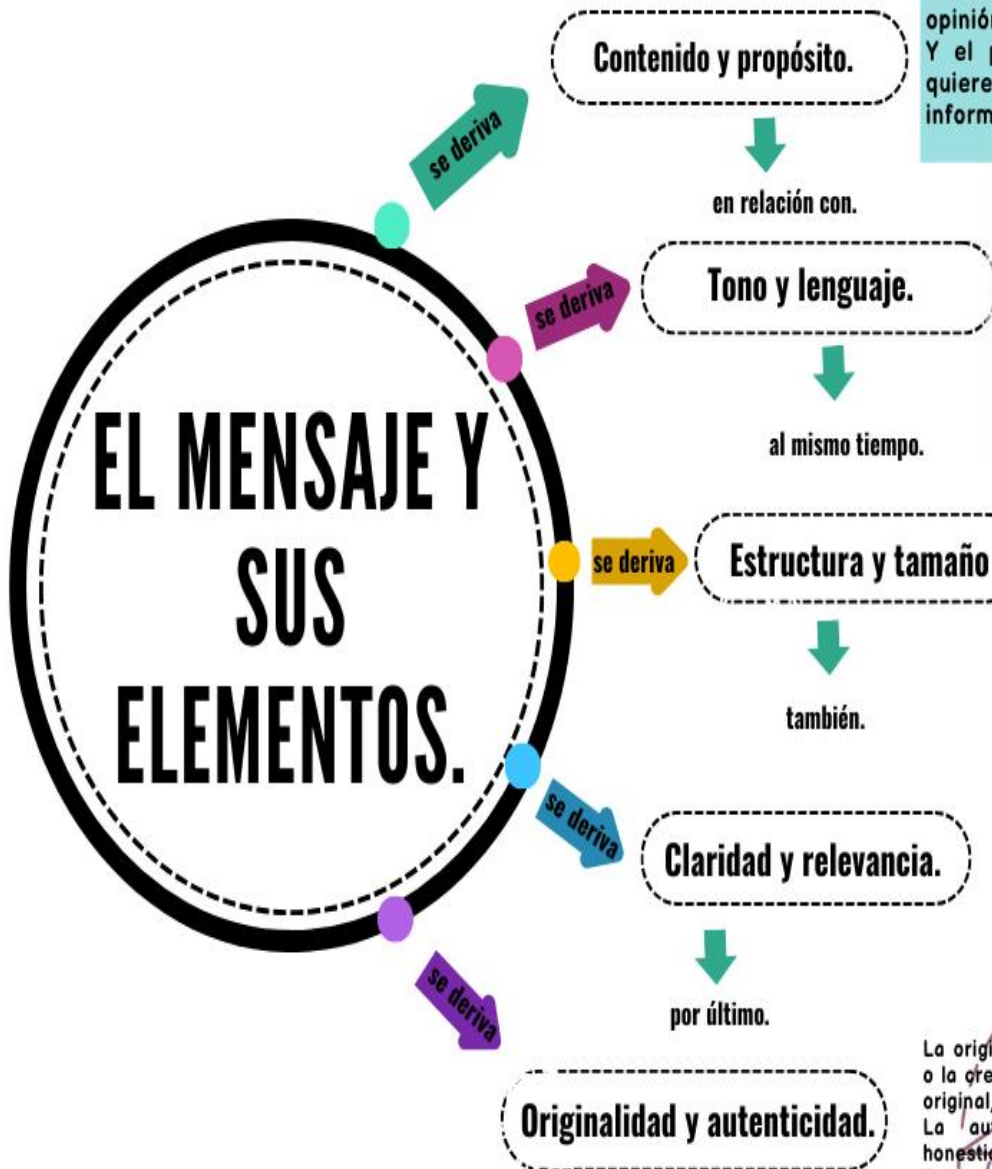 Contenido y propósito.
opinión
Y el
quiere
inform
se deriva
en relación con.
Tono y lenguaje.
se deriva
al mismo tiempo.
EL MENSAJE Y
SUS
ELEMENTOS.
se deriva
Estructura y tamaño
también.
se deriva
Claridad y relevancia.
se deriva
por último.
Originalidad y autenticidad.
La origi
o la cre
original,
La au
honestid